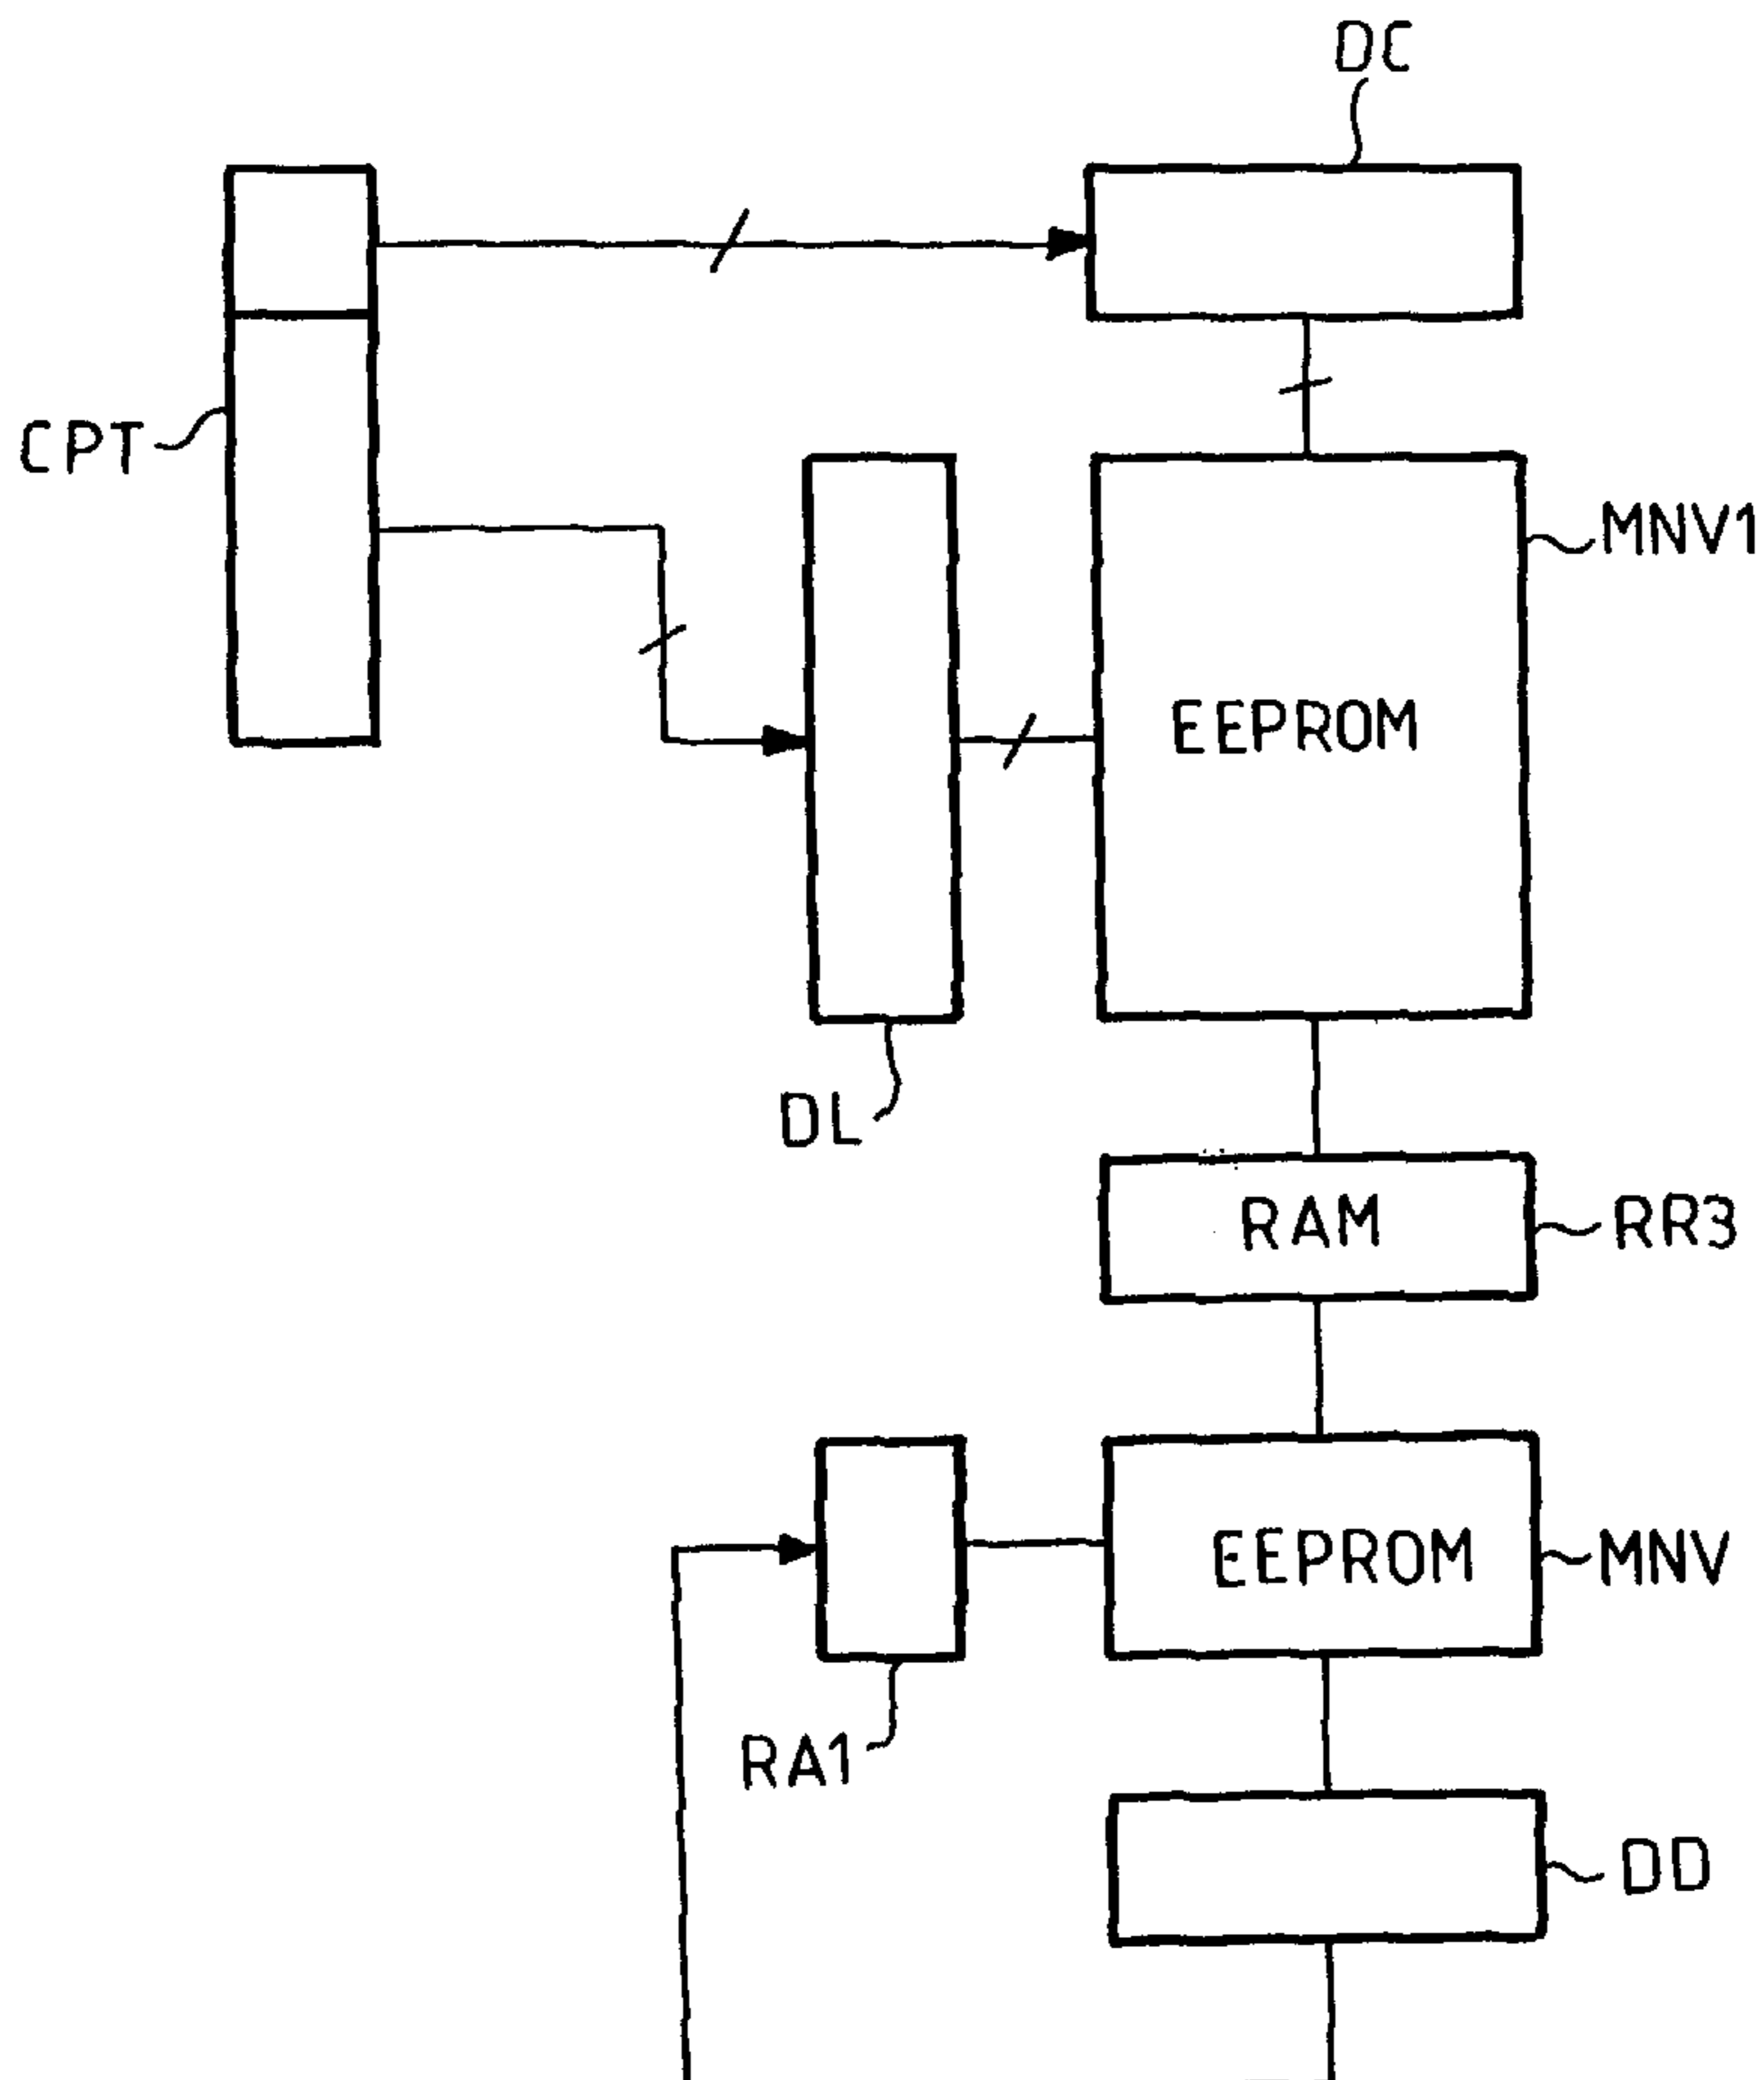 DC
CPT
MNV1
EEPROM
DL
RAM
RR3
EEPROM
MNV
RA1
DD